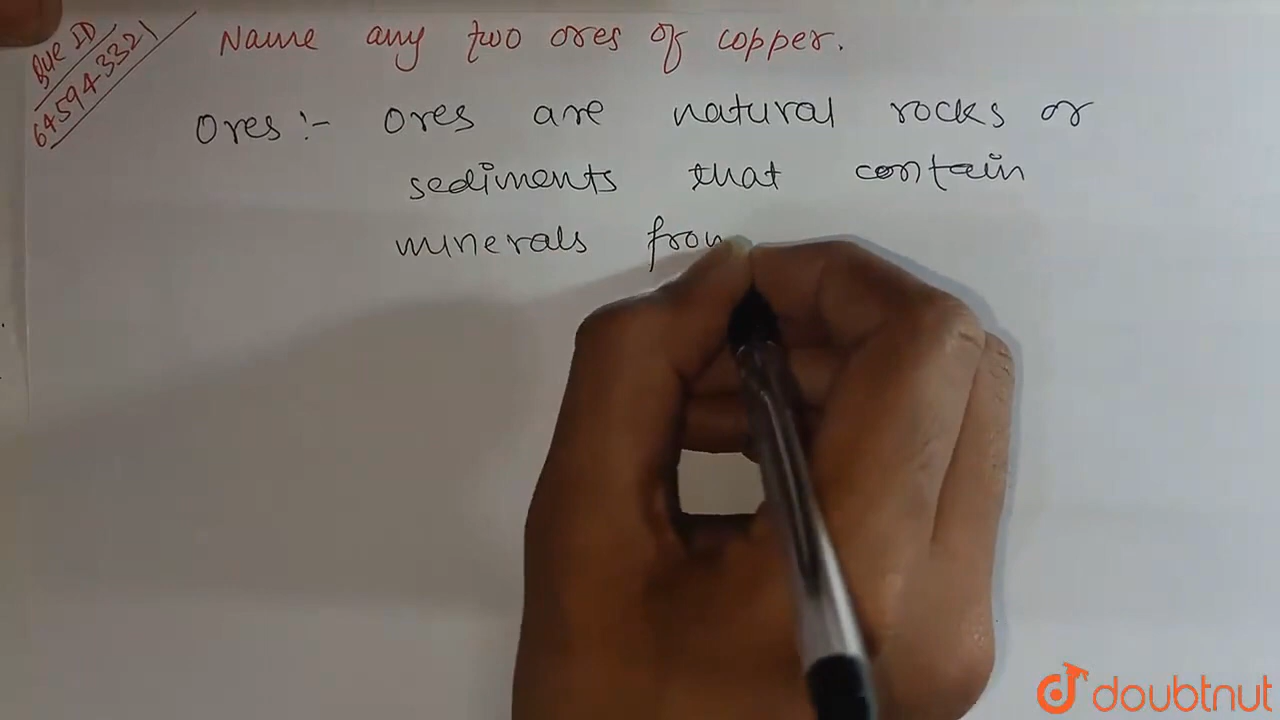 Que ID
645943321
Name any two ores of copper.
Ores :- Ores are natural rocks or
sediments that contain
minerals from
doubtnut